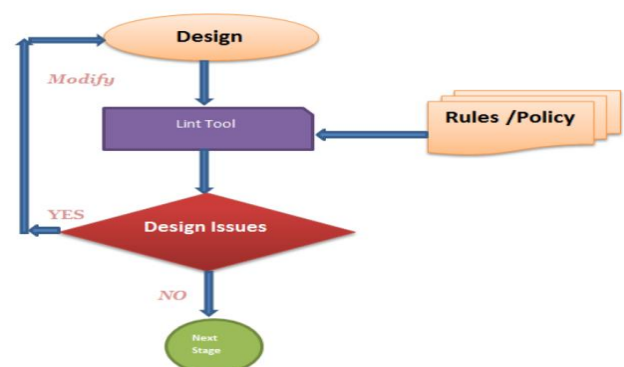 Design
Modify
Lint Tool
Rules /Policy
YES
Design Issues
NO
Next
Stage